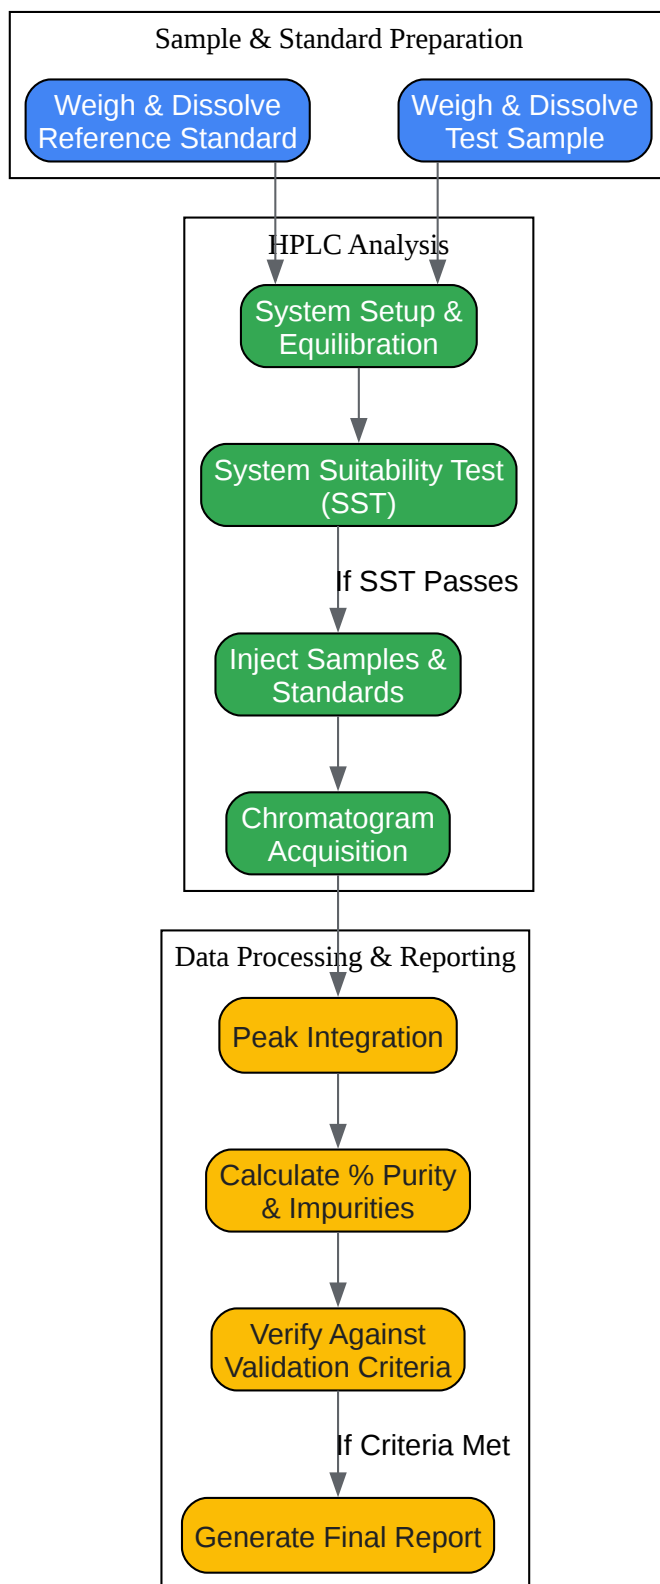 Sample & Standard Preparation
Weigh & Dissolve
Reference Standard
Weigh & Dissolve
Test Sample
HPLC Analysis
System Setup &
Equilibration
System Suitability Test
(SST)
If SST Passes
Inject Samples &
Standards
Chromatogram
Acquisition
Data Processing & Reporting
Peak Integration
Calculate % Purity
& Impurities
Verify Against
Validation Criteria
If Criteria Met
Generate Final Report